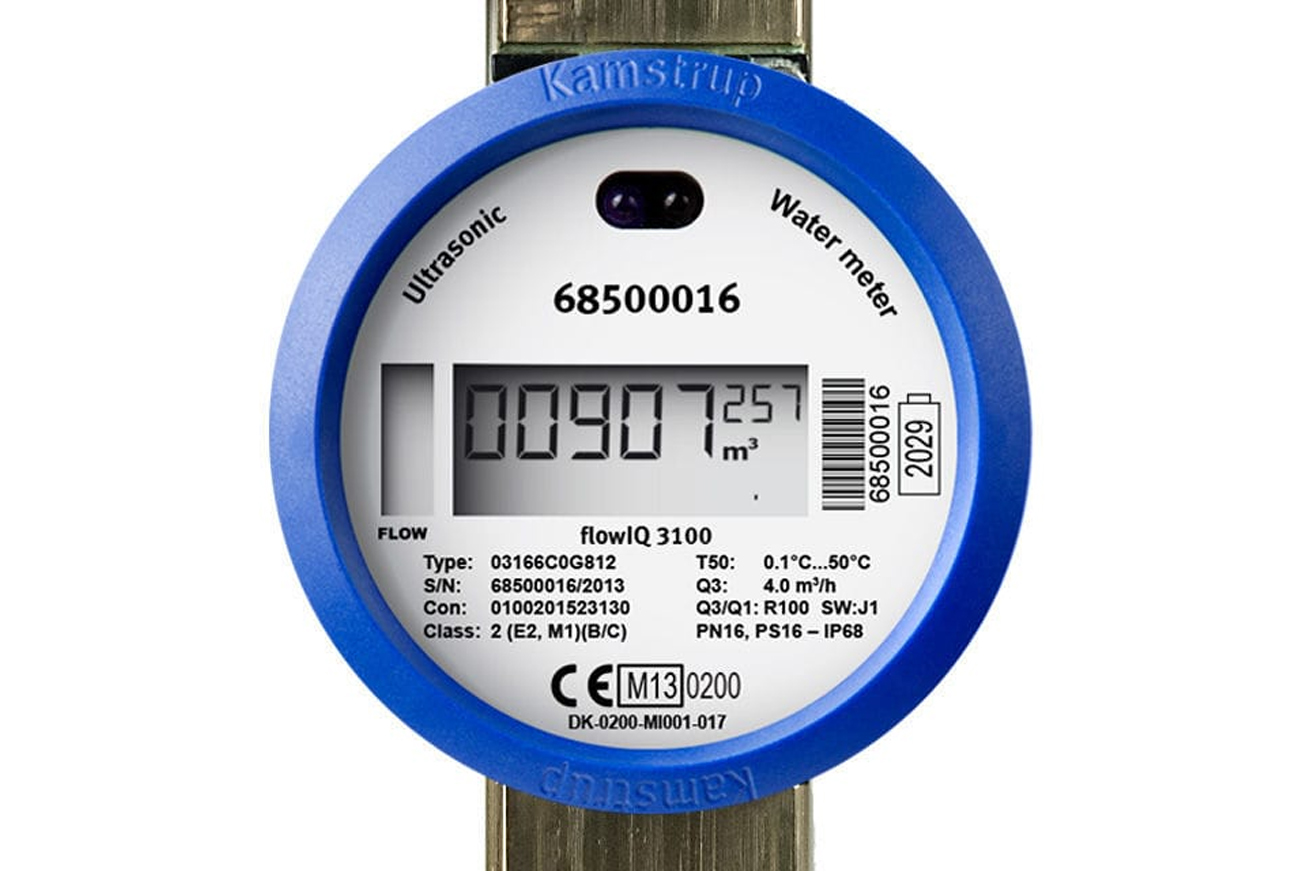 Kamstrup
Ultrasonic
Water meter
68500016
00907257
m³
68500016
2029
FLOW
flowIQ 3100
Type: 03166C0G812
S/N: 68500016/2013
Con: 0100201523130
Class: 2 (E2, M1)(B/C)
T50: 0.1°C...50°C
Q3: 4.0 m³/h
Q3/Q1: R100 SW:J1
PN16, PS16 – IP68
CE M13 0200
DK-0200-MI001-017
Kamstrup